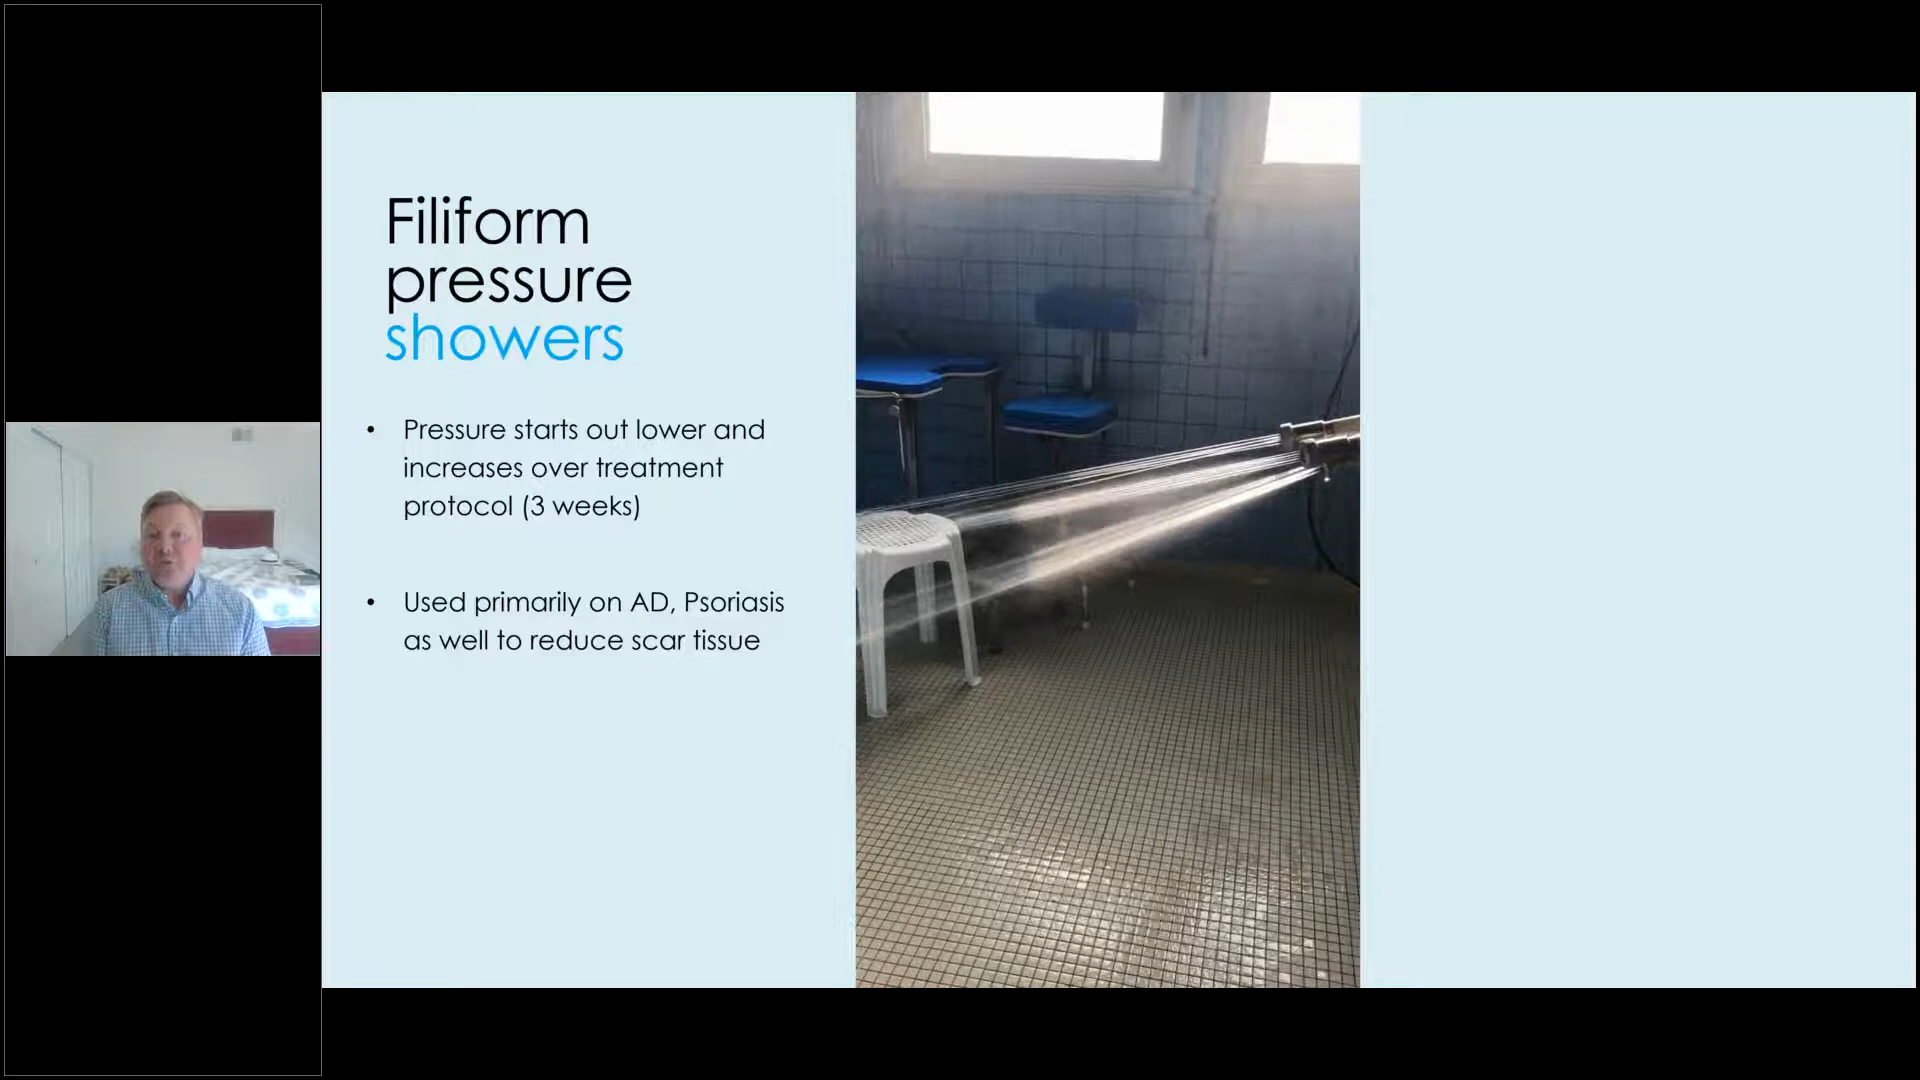 Filiform
pressure
showers
• Pressure starts out lower and
increases over treatment
protocol (3 weeks)
• Used primarily on AD, Psoriasis
as well to reduce scar tissue